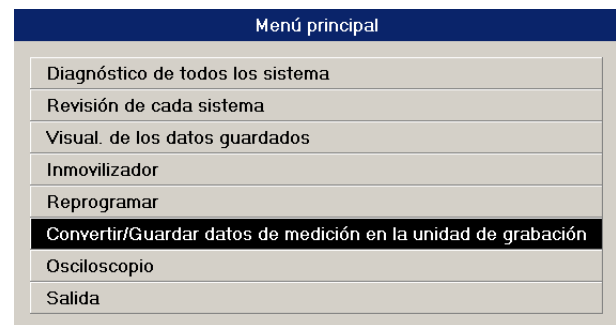 Menú principal
Diagnóstico de todos los sistema
Revisión de cada sistema
Visual. de los datos guardados
Inmovilizador
Reprogramar
Convertir/Guardar datos de medición en la unidad de grabación
Osciloscopio
Salida